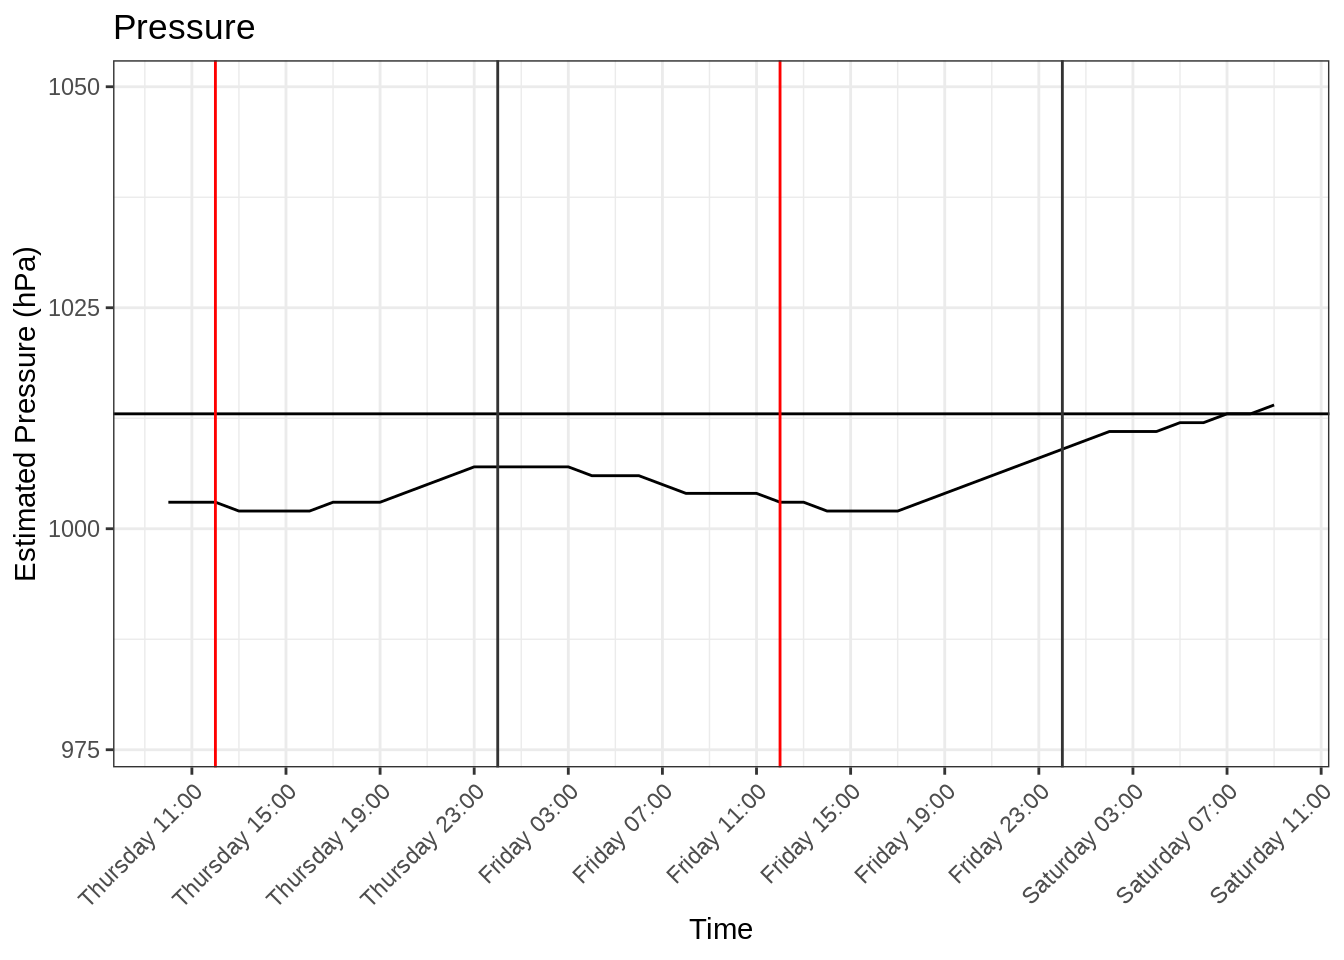 Pressure
Estimated Pressure (hPa)
1050
1025
1000
975
Thursday 11:00
Thursday 15:00
Thursday 19:00
Thursday 23:00
Friday 03:00
Friday 07:00
Friday 11:00
Friday 15:00
Friday 19:00
Friday 23:00
Saturday 03:00
Saturday 07:00
Saturday 11:00
Time